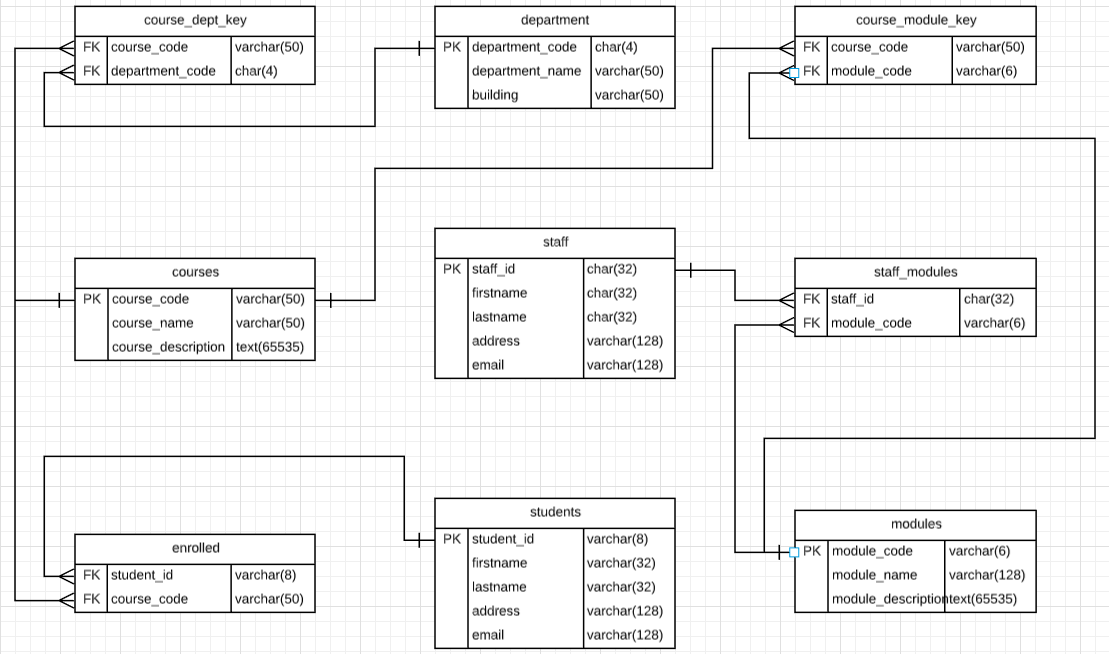 course_dept_key
FK course_code varchar(50)
FK department_code char(4)
department
PK department_code char(4)
department_name varchar(50)
building varchar(50)
course_module_key
FK course_code varchar(50)
FK module_code varchar(6)
courses
PK course_code varchar(50)
course_name varchar(50)
course_description text(65535)
staff
PK staff_id char(32)
firstname char(32)
lastname char(32)
address varchar(128)
email varchar(128)
staff_modules
FK staff_id char(32)
FK module_code varchar(6)
enrolled
FK student_id varchar(8)
FK course_code varchar(50)
students
PK student_id varchar(8)
firstname varchar(32)
lastname varchar(32)
address varchar(128)
email varchar(128)
modules
PK module_code varchar(6)
module_name varchar(128)
module_description text(65535)